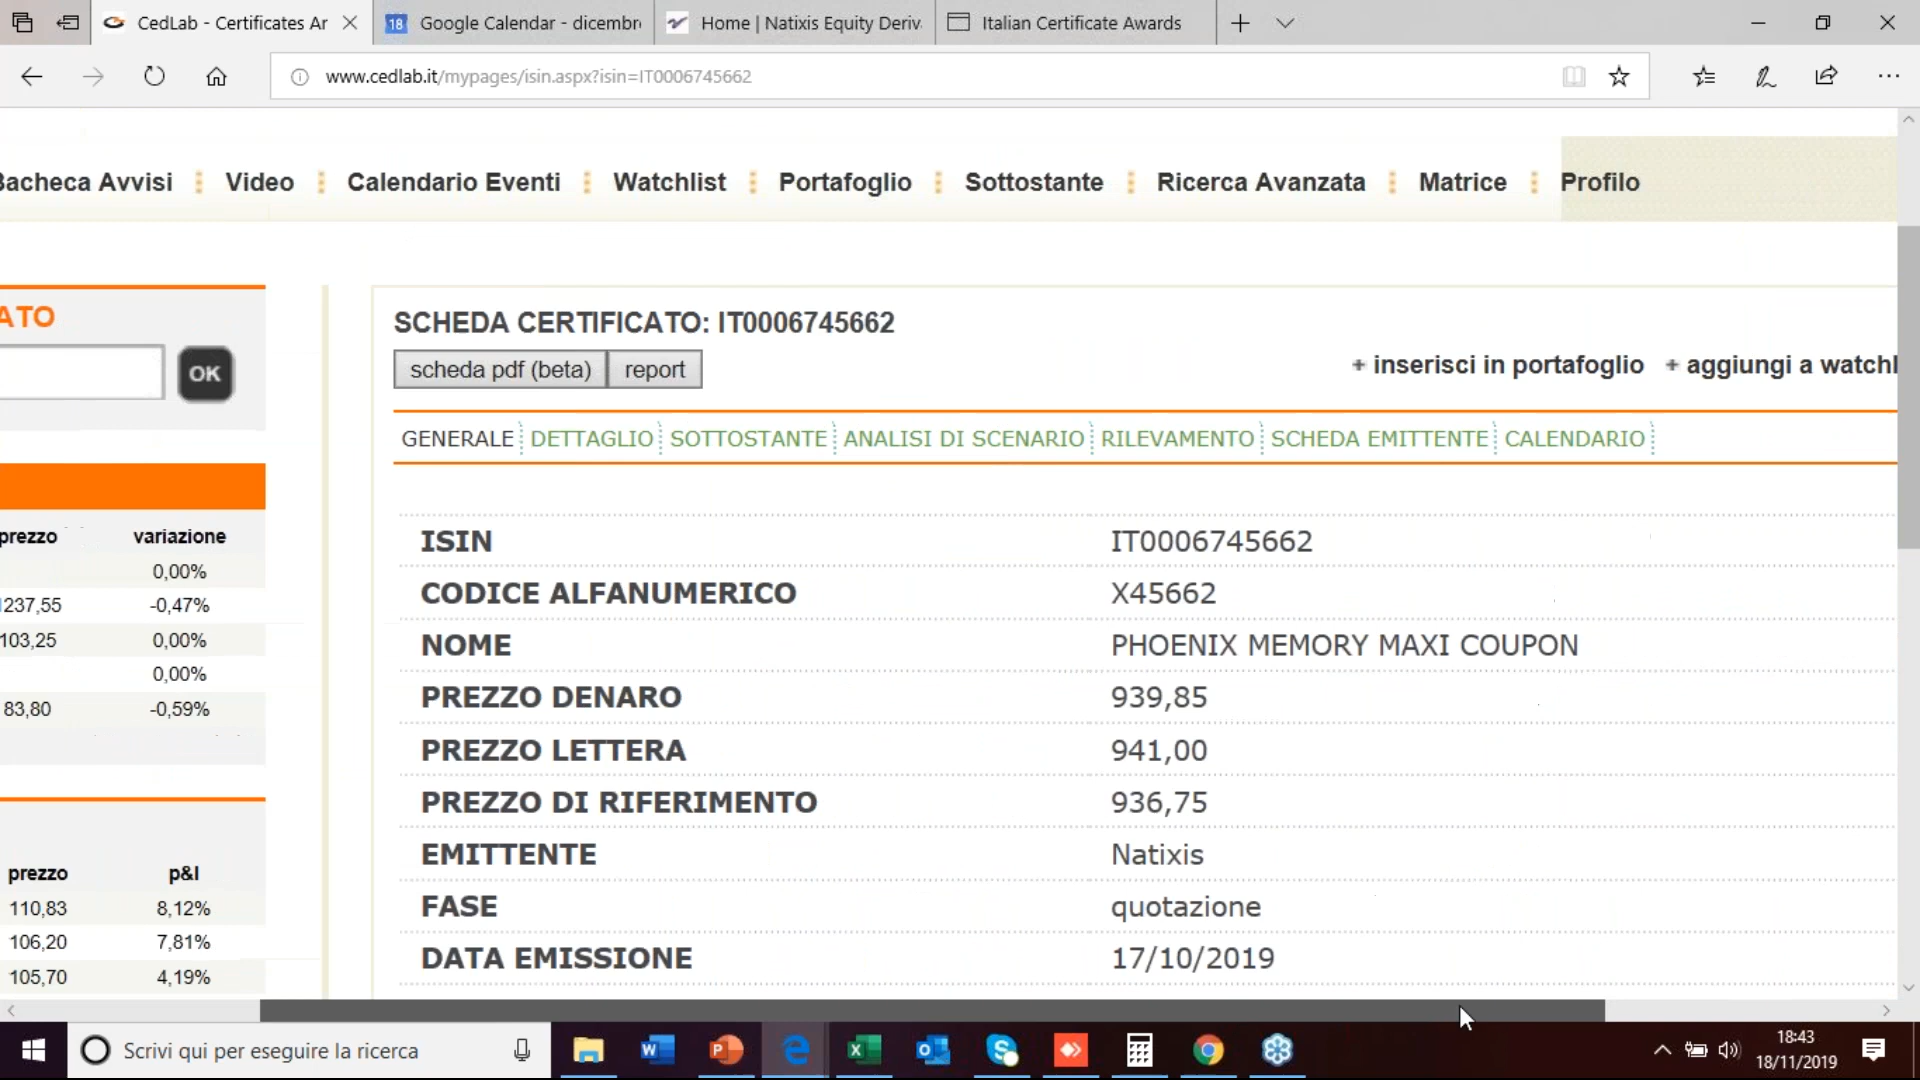 CedLab - Certificates Ar
18 Google Calendar - dicembre
Home | Natixis Equity Deriv
Italian Certificate Awards
www.cedlab.it/mypages/isin.aspx?isin=IT0006745662
Bacheca Avvisi
Video
Calendario Eventi
Watchlist
Portafoglio
Sottostante
Ricerca Avanzata
Matrice
Profilo
ATO
OK
SCHEDA CERTIFICATO: IT0006745662
scheda pdf (beta)
report
+ inserisci in portafoglio
+ aggiungi a watchl
GENERALE
DETTAGLIO
SOTTOSTANTE
ANALISI DI SCENARIO
RILEVAMENTO
SCHEDA EMITTENTE
CALENDARIO
prezzo variazione
0,00%
1237,55 -0,47%
103,25 0,00%
0,00%
83,80 -0,59%
prezzo p&l
110,83 8,12%
106,20 7,81%
105,70 4,19%
ISIN IT0006745662
CODICE ALFANUMERICO X45662
NOME PHOENIX MEMORY MAXI COUPON
PREZZO DENARO 939,85
PREZZO LETTERA 941,00
PREZZO DI RIFERIMENTO 936,75
EMITTENTE Natixis
FASE quotazione
DATA EMISSIONE 17/10/2019
Scrivi qui per eseguire la ricerca
18:43
18/11/2019